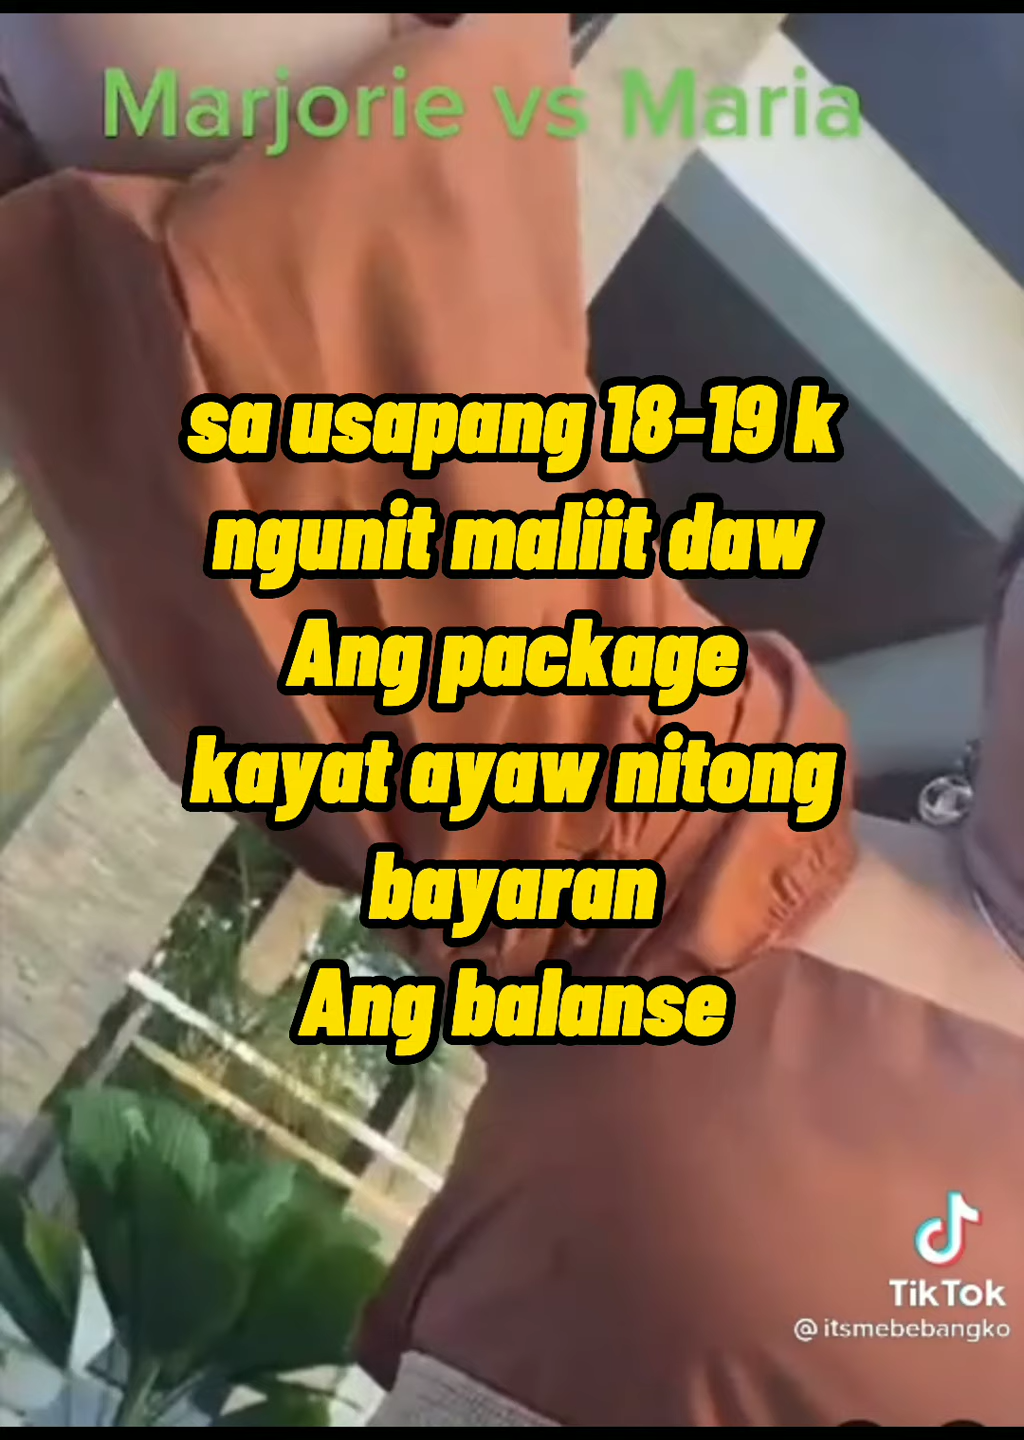 Marjorie vs Maria
sa usapang 18-19 k
ngunit maliit daw
Ang package
kayat ayaw nitong
bayaran
Ang balanse
TikTok
@itsmebebangko